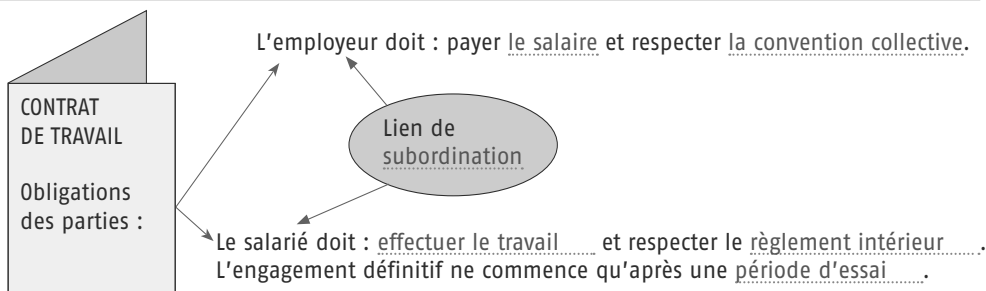 L'employeur doit : payer le salaire et respecter la convention collective.
CONTRAT
DE TRAVAIL
Obligations
des parties :
Lien de
subordination
Le salarié doit : effectuer le travail et respecter le règlement intérieur .
L'engagement définitif ne commence qu'après une période d'essai .